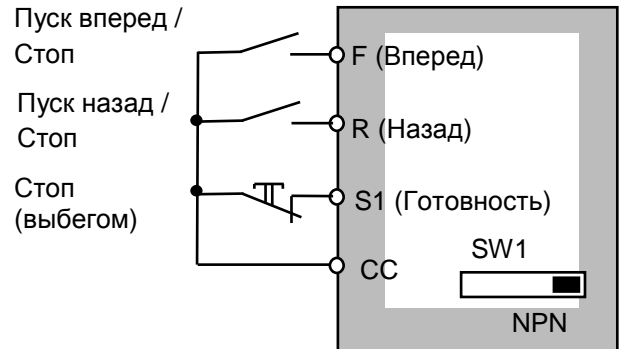 Пуск вперед /
Стоп
F (Вперед)
Пуск назад /
Стоп
R (Назад)
Стоп
(выбегом)
S1 (Готовность)
SW1
CC
NPN